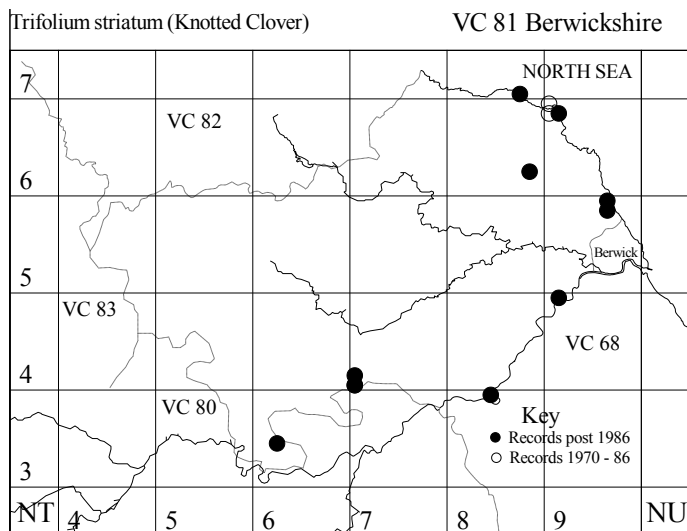 Trifolium striatum (Knotted Clover) VC 81 Berwickshire
NORTH SEA
7
VC 82
6
Berwick
5
VC 83
VC 68
4
VC 80
Key
Records post 1986
Records 1970 - 86
3
NT 4 5 6 7 8 9 NU